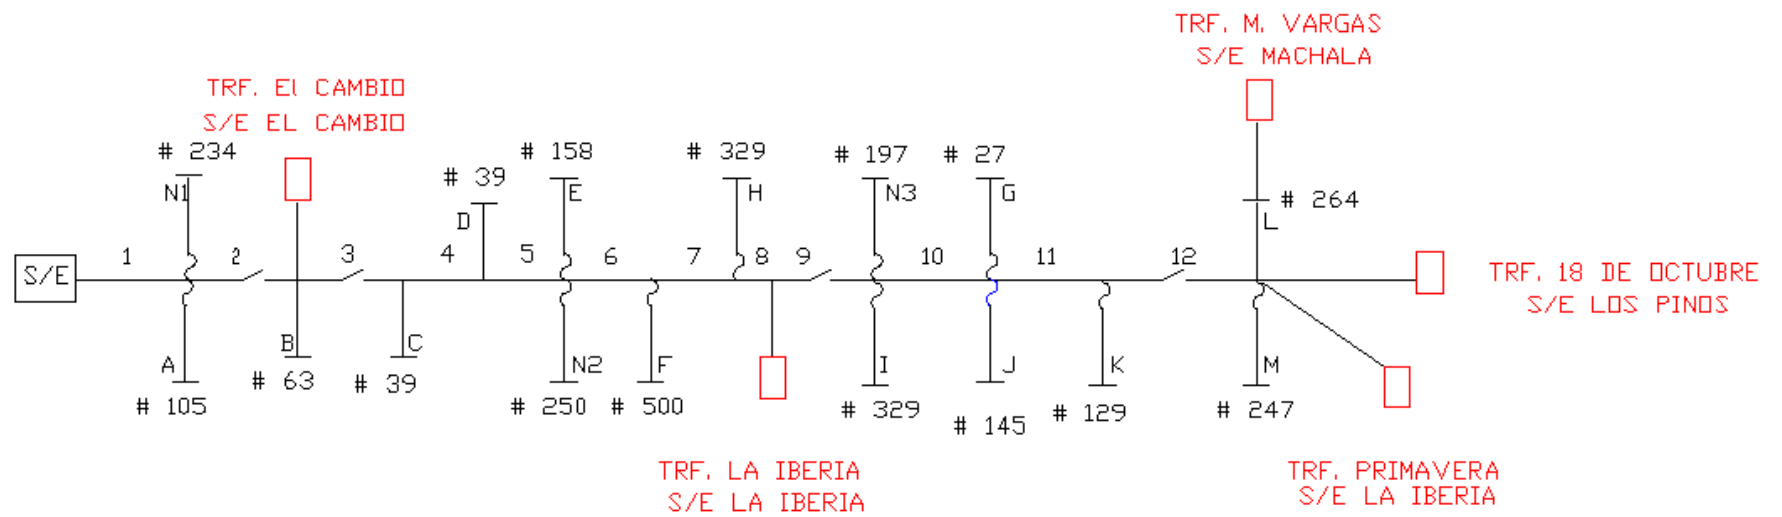 TRF. M. VARGAS
S/E MACHALA
TRF. El CAMBIO
S/E EL CAMBIO
# 234
# 158
# 329
# 197
# 27
# 39
N1
E
H
N3
G
# 264
D
L
1
2
3
4
5
6
7
8
9
10
11
12
S/E
TRF. 18 DE OCTUBRE
S/E LOS PINOS
A
B
C
N2
F
I
J
K
M
# 105
# 63
# 39
# 250
# 500
# 329
# 145
# 129
# 247
TRF. LA IBERIA
S/E LA IBERIA
TRF. PRIMAVERA
S/E LA IBERIA